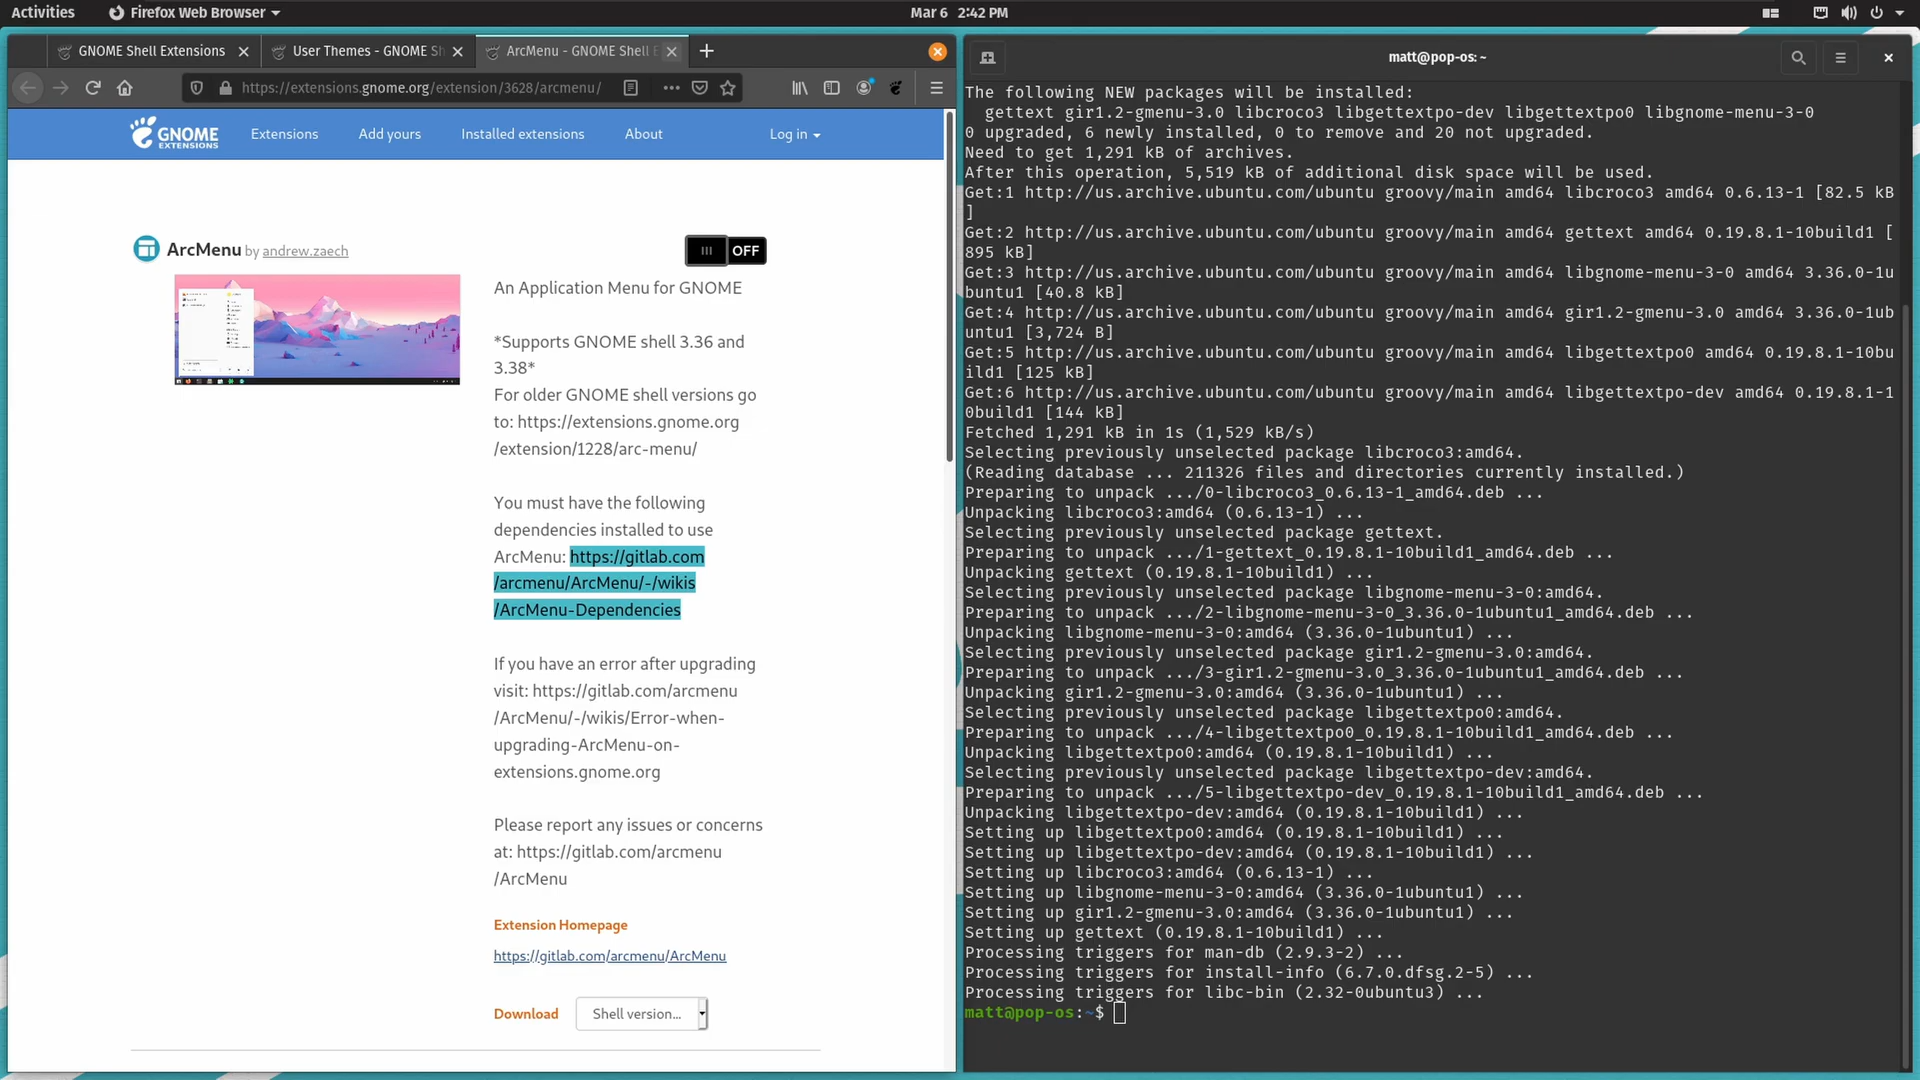 Activities
Firefox Web Browser
Mar 6 2:42 PM
GNOME Shell Extensions
User Themes - GNOME Sh
ArcMenu - GNOME Shell E
https://extensions.gnome.org/extension/3628/arcmenu/
GNOME
EXTENSIONS
Extensions
Add yours
Installed extensions
About
Log in
ArcMenu by andrew.zaech
OFF
An Application Menu for GNOME
*Supports GNOME shell 3.36 and
3.38*
For older GNOME shell versions go
to: https://extensions.gnome.org
/extension/1228/arc-menu/
You must have the following
dependencies installed to use
ArcMenu: https://gitlab.com
/arcmenu/ArcMenu/-/wikis
/ArcMenu-Dependencies
If you have an error after upgrading
visit: https://gitlab.com/arcmenu
/ArcMenu/-/wikis/Error-when-
upgrading-ArcMenu-on-
extensions.gnome.org
Please report any issues or concerns
at: https://gitlab.com/arcmenu
/ArcMenu
Extension Homepage
https://gitlab.com/arcmenu/ArcMenu
Download
Shell version...
matt@pop-os: ~
The following NEW packages will be installed:
gettext gir1.2-gmenu-3.0 libcroco3 libgettextpo-dev libgettextpo0 libgnome-menu-3-0
0 upgraded, 6 newly installed, 0 to remove and 20 not upgraded.
Need to get 1,291 kB of archives.
After this operation, 5,519 kB of additional disk space will be used.
Get:1 http://us.archive.ubuntu.com/ubuntu groovy/main amd64 libcroco3 amd64 0.6.13-1 [82.5 kB
]
Get:2 http://us.archive.ubuntu.com/ubuntu groovy/main amd64 gettext amd64 0.19.8.1-10build1 [
895 kB]
Get:3 http://us.archive.ubuntu.com/ubuntu groovy/main amd64 libgnome-menu-3-0 amd64 3.36.0-1u
buntu1 [40.8 kB]
Get:4 http://us.archive.ubuntu.com/ubuntu groovy/main amd64 gir1.2-gmenu-3.0 amd64 3.36.0-1ub
untu1 [3,724 B]
Get:5 http://us.archive.ubuntu.com/ubuntu groovy/main amd64 libgettextpo0 amd64 0.19.8.1-10bu
ild1 [125 kB]
Get:6 http://us.archive.ubuntu.com/ubuntu groovy/main amd64 libgettextpo-dev amd64 0.19.8.1-1
0build1 [144 kB]
Fetched 1,291 kB in 1s (1,529 kB/s)
Selecting previously unselected package libcroco3:amd64.
(Reading database ... 211326 files and directories currently installed.)
Preparing to unpack .../0-libcroco3_0.6.13-1_amd64.deb ...
Unpacking libcroco3:amd64 (0.6.13-1) ...
Selecting previously unselected package gettext.
Preparing to unpack .../1-gettext_0.19.8.1-10build1_amd64.deb ...
Unpacking gettext (0.19.8.1-10build1) ...
Selecting previously unselected package libgnome-menu-3-0:amd64.
Preparing to unpack .../2-libgnome-menu-3-0_3.36.0-1ubuntu1_amd64.deb ...
Unpacking libgnome-menu-3-0:amd64 (3.36.0-1ubuntu1) ...
Selecting previously unselected package gir1.2-gmenu-3.0:amd64.
Preparing to unpack .../3-gir1.2-gmenu-3.0_3.36.0-1ubuntu1_amd64.deb ...
Unpacking gir1.2-gmenu-3.0:amd64 (3.36.0-1ubuntu1) ...
Selecting previously unselected package libgettextpo0:amd64.
Preparing to unpack .../4-libgettextpo0_0.19.8.1-10build1_amd64.deb ...
Unpacking libgettextpo0:amd64 (0.19.8.1-10build1) ...
Selecting previously unselected package libgettextpo-dev:amd64.
Preparing to unpack .../5-libgettextpo-dev_0.19.8.1-10build1_amd64.deb ...
Unpacking libgettextpo-dev:amd64 (0.19.8.1-10build1) ...
Setting up libgettextpo0:amd64 (0.19.8.1-10build1) ...
Setting up libgettextpo-dev:amd64 (0.19.8.1-10build1) ...
Setting up libcroco3:amd64 (0.6.13-1) ...
Setting up libgnome-menu-3-0:amd64 (3.36.0-1ubuntu1) ...
Setting up gir1.2-gmenu-3.0:amd64 (3.36.0-1ubuntu1) ...
Setting up gettext (0.19.8.1-10build1) ...
Processing triggers for man-db (2.9.3-2) ...
Processing triggers for install-info (6.7.0.dfsg.2-5) ...
Processing triggers for libc-bin (2.32-0ubuntu3) ...
matt@pop-os:~$